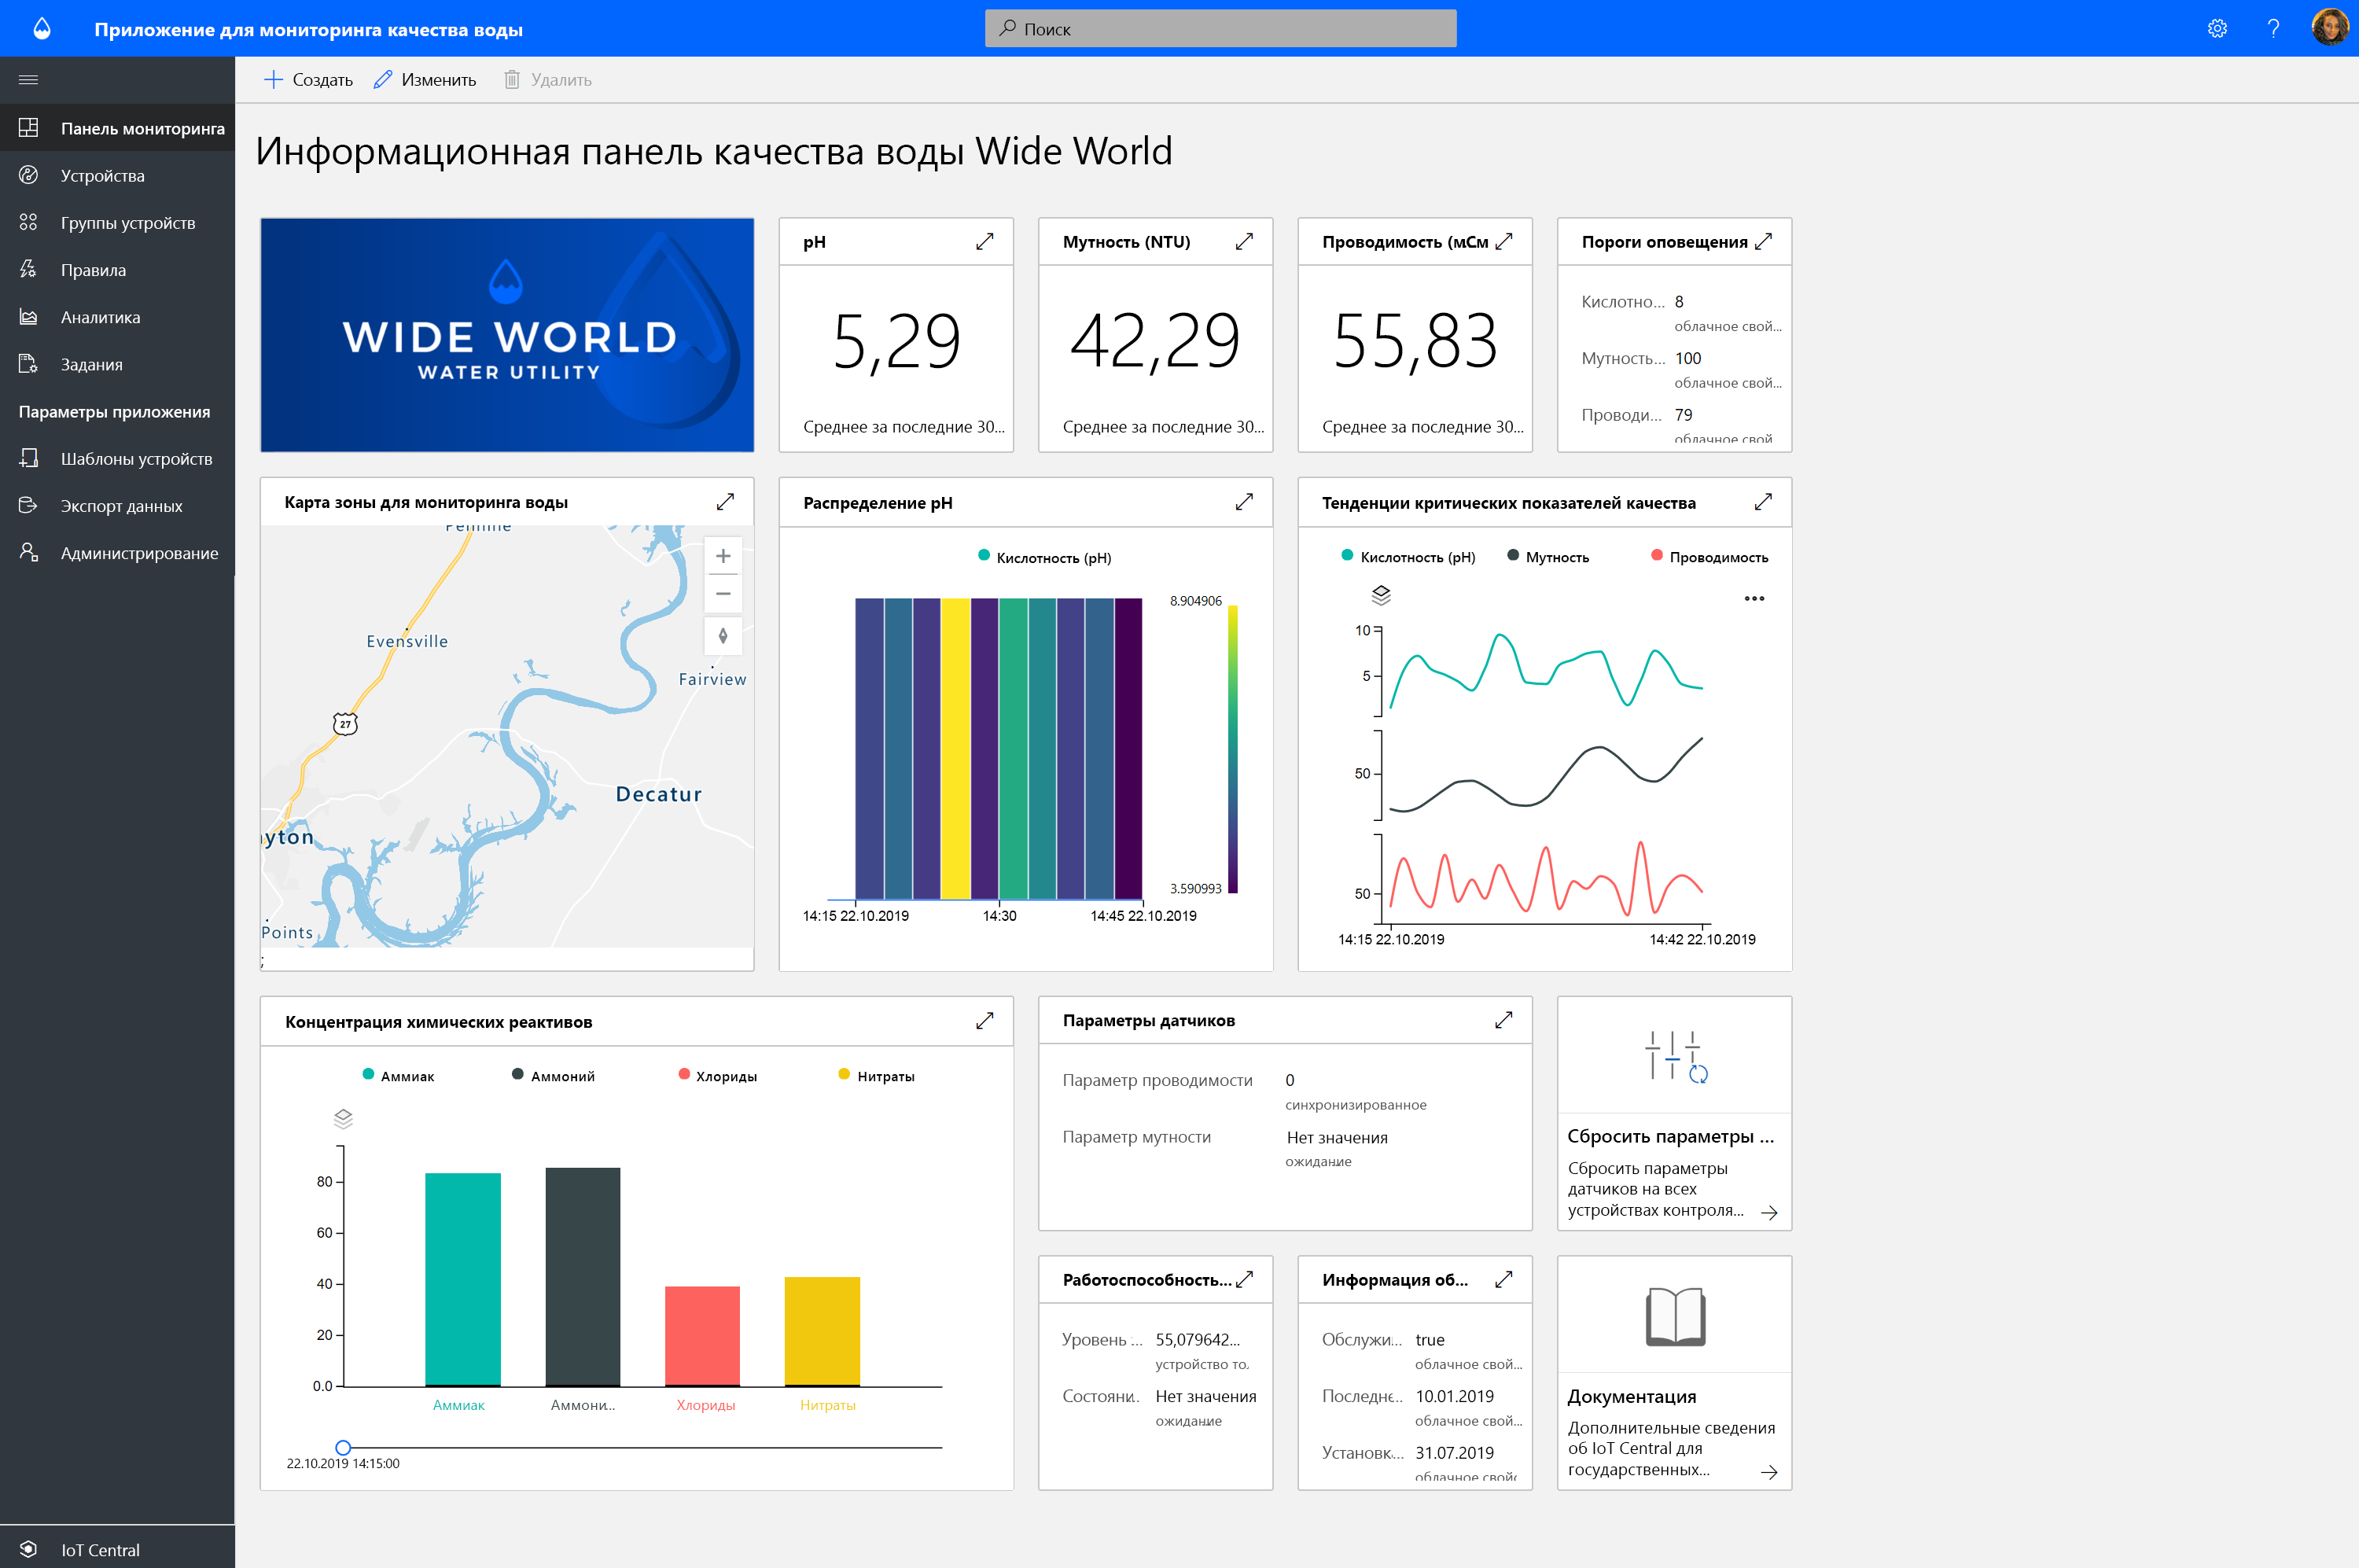 Приложение для мониторинга качества воды
Поиск
Создать
Изменить
Удалить
Панель мониторинга
Устройства
Группы устройств
Правила
Аналитика
Задания
Параметры приложения
Шаблоны устройств
Экспорт данных
Администрирование
IoT Central
Информационная панель качества воды Wide World
WIDE WORLD
WATER UTILITY
pH
5,29
Среднее за последние 30...
Мутность (NTU)
42,29
Среднее за последние 30...
Проводимость (мСм
55,83
Среднее за последние 30...
Пороги оповещения
Кислотно... 8
облачное свой...
Мутность... 100
облачное свой...
Проводи... 79
облачное свой
Карта зоны для мониторинга воды
Pennine
Evensville
Fairview
27
Decatur
yton
Points
;
Распределение pH
Кислотность (pH)
8.904906
3.590993
14:15 22.10.2019
14:30
14:45 22.10.2019
Тенденции критических показателей качества
Кислотность (pH)
Мутность
Проводимость
10
5
50
50
14:15 22.10.2019
14:42 22.10.2019
Концентрация химических реактивов
Аммиак
Аммоний
Хлориды
Нитраты
80
60
40
20
0.0
Аммиак
Аммони...
Хлориды
Нитраты
22.10.2019 14:15:00
Параметры датчиков
Параметр проводимости 0
синхронизированное
Параметр мутности Нет значения
ожидание
Сбросить параметры ...
Сбросить параметры
датчиков на всех
устройствах контроля...
Работоспособность...
Уровень ... 55,079642...
устройство то.
Состояни.. Нет значения
ожидание
Информация об...
Обслужи... true
облачное свой...
Последне... 10.01.2019
облачное свой...
Установк... 31.07.2019
облачное свой
Документация
Дополнительные сведения
об IoT Central для
государственных...